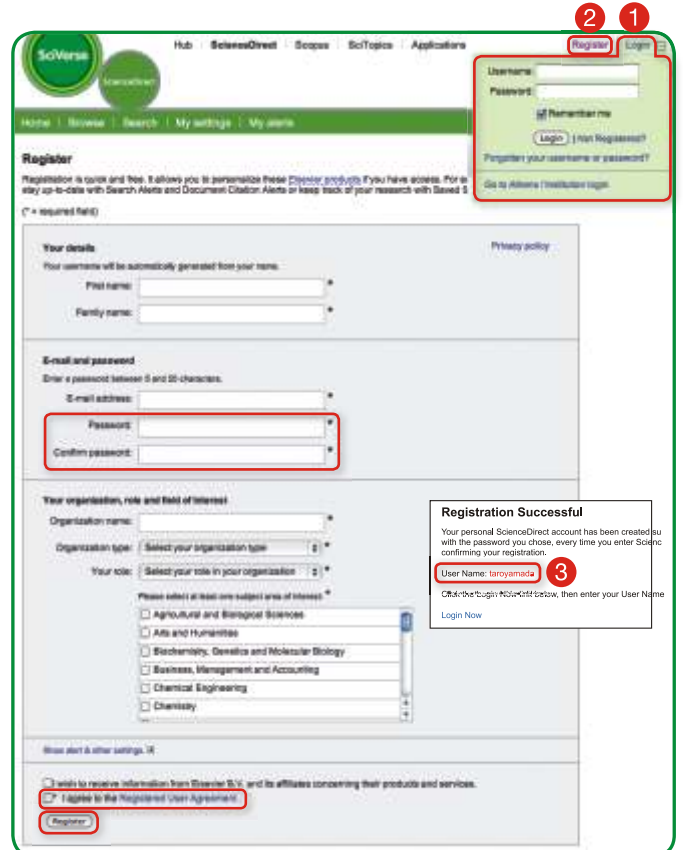 2 1
SciVerse
ScienceDirect
Hub ScienceDirect Scopus SciTopics Applications
Register Login
Username:
Password:
Remember me
Login | Not Registered?
Forgotten your username or password?
Go to Athens / Institution login
Home | Browse | Search | My settings | My alerts
Register
Registration is quick and free. It allows you to personalize these Elsevier products if you have access. For
stay up-to-date with Search Alerts and Document Citation Alerts or keep track of your research with Saved S
(* = required field)
Your details
Privacy policy
Your username will be automatically generated from your name.
First name: *
Family name: *
E-mail and password
Enter a password between 5 and 20 characters.
E-mail address: *
Password: *
Confirm password: *
Your organization, role and field of interest
Organization name: *
Organization type: Select your organization type *
Your role: Select your role in your organization *
Please select at least one subject area of interest: *
Agricultural and Biological Sciences
Arts and Humanities
Biochemistry, Genetics and Molecular Biology
Business, Management and Accounting
Chemical Engineering
Chemistry
Registration Successful
Your personal ScienceDirect account has been created su
with the password you chose, every time you enter Scienc
confirming your registration.
User Name: taroyamada
3
Click the Login Now link below, then enter your User Name
Login Now
Show alert & other settings
I wish to receive information from Elsevier B.V. and its affiliates concerning their products and services.
* I agree to the Registered User Agreement
Register